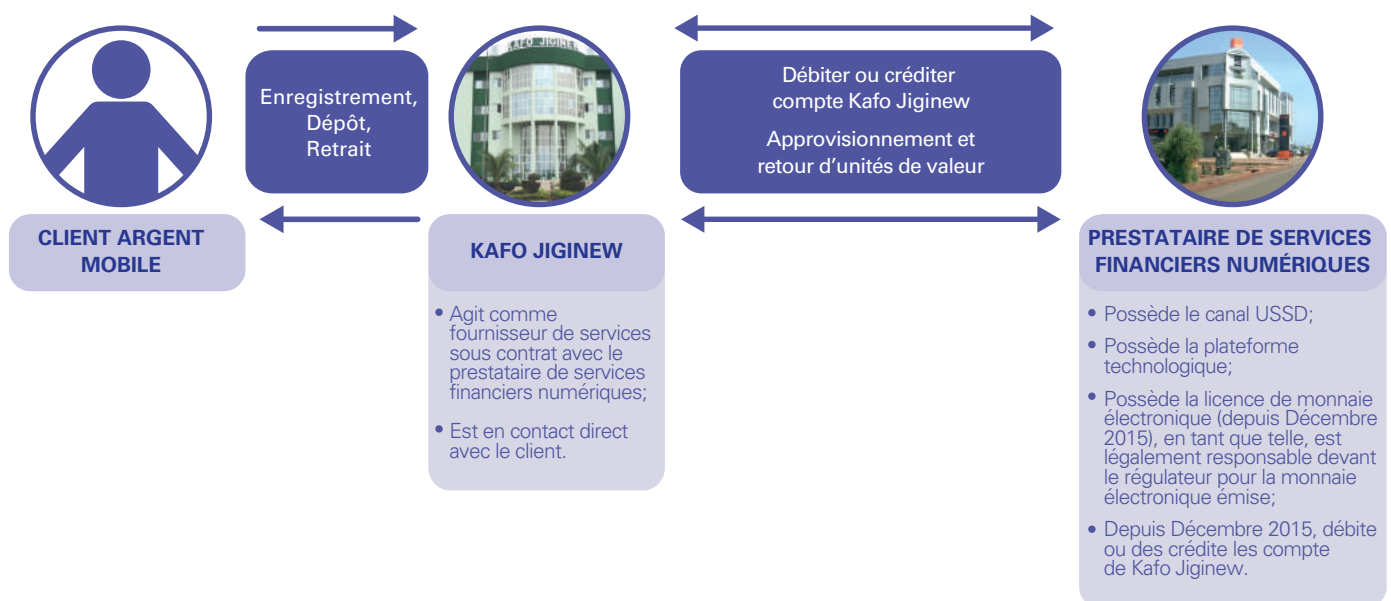 Enregistrement,
Dépôt,
Retrait
KAFO JIGINEW
Débiter ou créditer
compte Kafo Jiginew
Approvisionnement et
retour d’unités de valeur
CLIENT ARGENT
MOBILE
KAFO JIGINEW
• Agit comme
fournisseur de services
sous contrat avec le
prestataire de services
financiers numériques;
• Est en contact direct
avec le client.
PRESTATAIRE DE SERVICES
FINANCIERS NUMÉRIQUES
• Possède le canal USSD;
• Possède la plateforme
technologique;
• Possède la licence de monnaie
électronique (depuis Décembre
2015), en tant que telle, est
légalement responsable devant
le régulateur pour la monnaie
électronique émise;
• Depuis Décembre 2015, débite
ou des crédite les compte
de Kafo Jiginew.